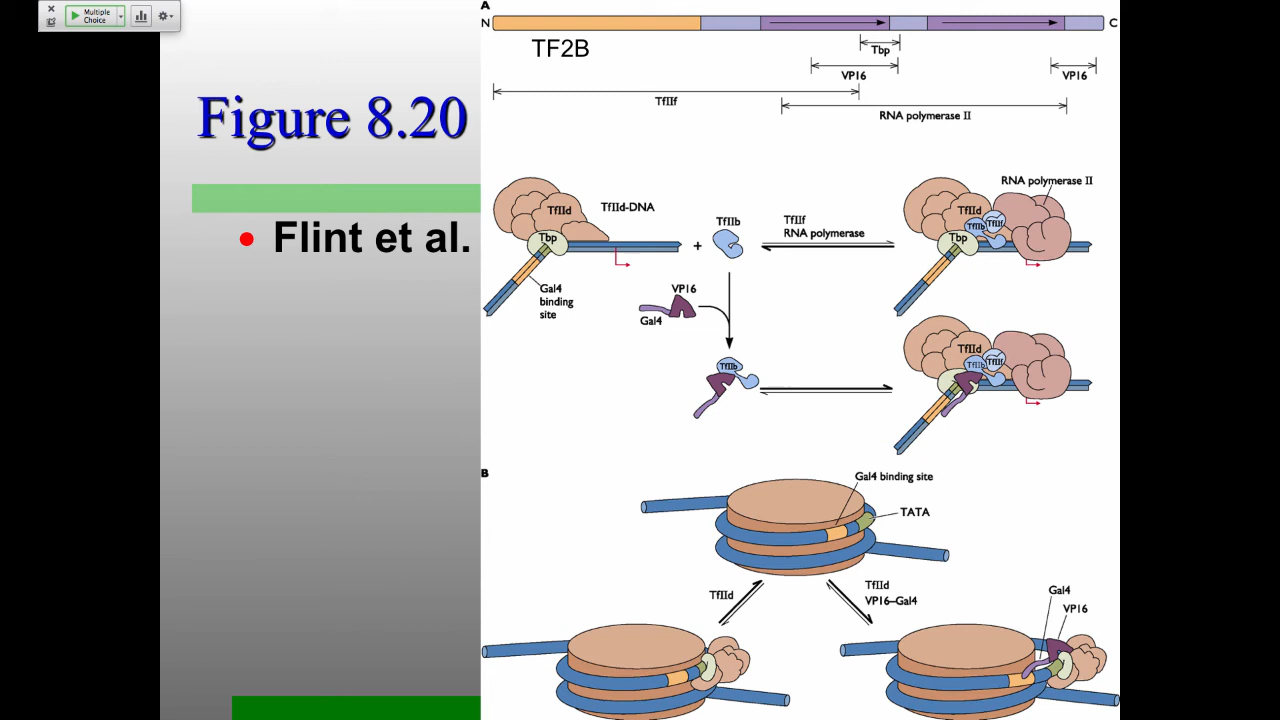 Multiple
Choice
Figure 8.20
Flint et al.
A
N
C
TF2B
Tbp
VP16
VP16
TfIIf
RNA polymerase II
TfIId
TfIId-DNA
Tbp
Gal4
binding
site
+
TfIIb
TfIIf
RNA polymerase
RNA polymerase II
TfIId
TfIIb
TfIIf
Tbp
VP16
Gal4
TfIIb
TfIId
TfIIb
TfIIf
B
Gal4 binding site
TATA
TfIId
TfIId
VP16–Gal4
Gal4
VP16